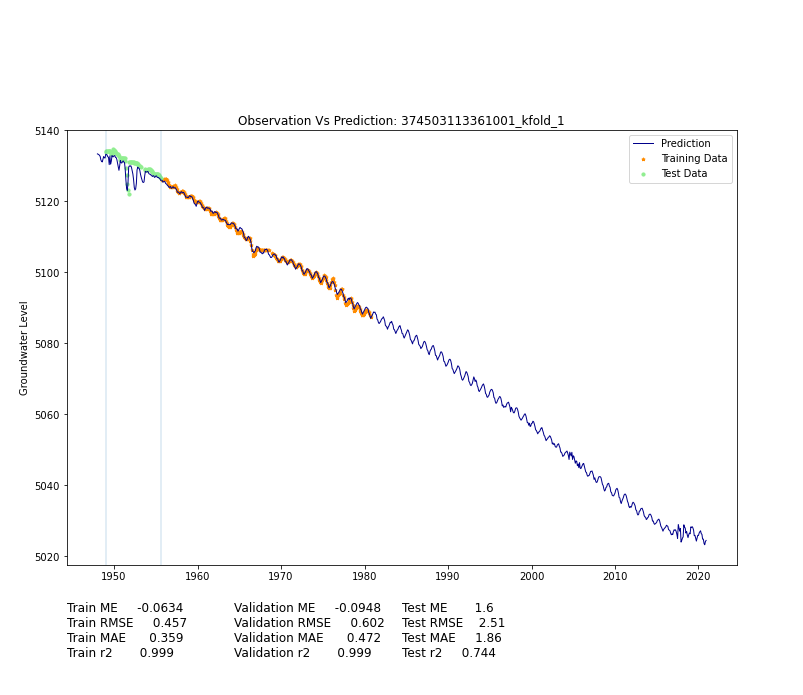 Observation Vs Prediction: 374503113361001_kfold_1
Prediction
Training Data
Test Data
Groundwater Level
5140
5120
5100
5080
5060
5040
5020
1950 1960 1970 1980 1990 2000 2010 2020
Train ME -0.0634 Validation ME -0.0948 Test ME 1.6
Train RMSE 0.457 Validation RMSE 0.602 Test RMSE 2.51
Train MAE 0.359 Validation MAE 0.472 Test MAE 1.86
Train r2 0.999 Validation r2 0.999 Test r2 0.744